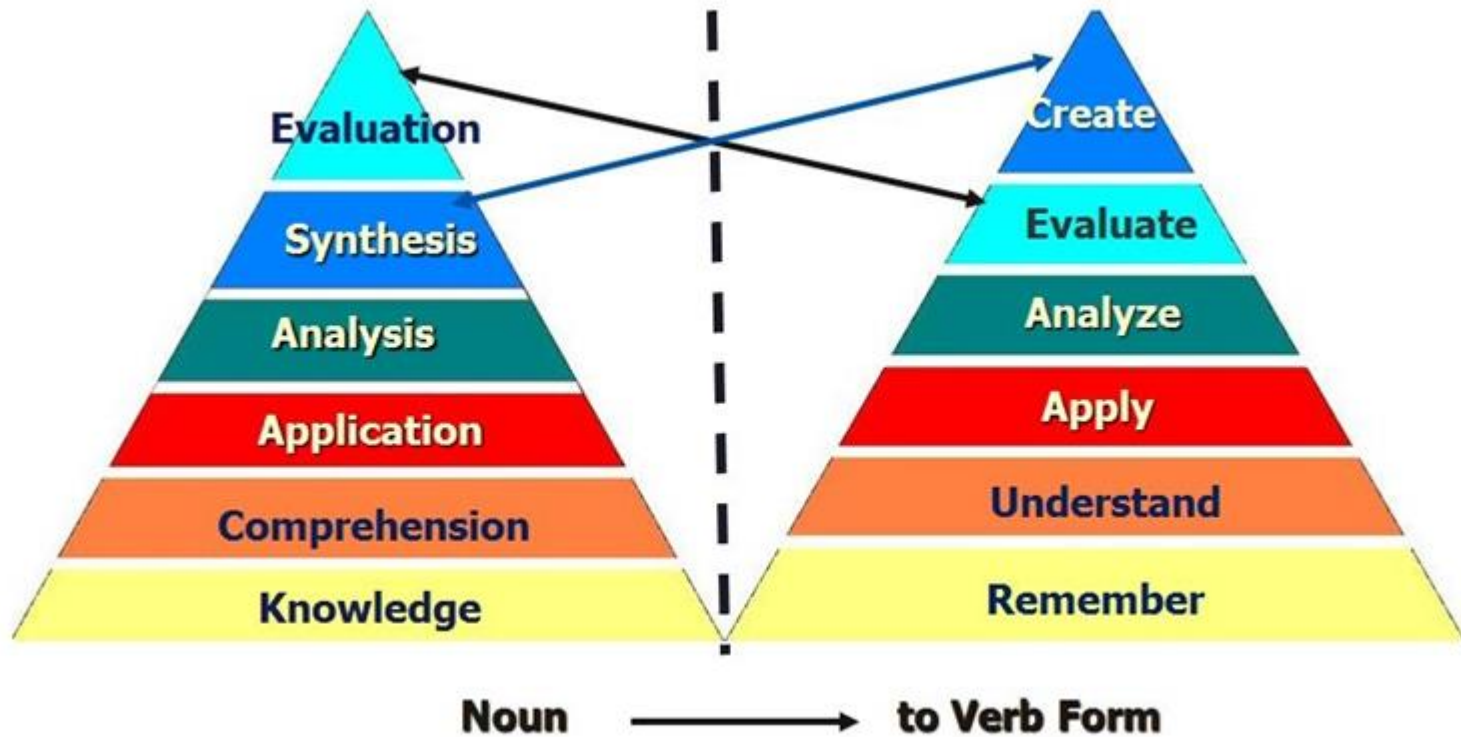 Evaluation
Synthesis
Analysis
Application
Comprehension
Knowledge
Create
Evaluate
Analyze
Apply
Understand
Remember
Noun to Verb Form